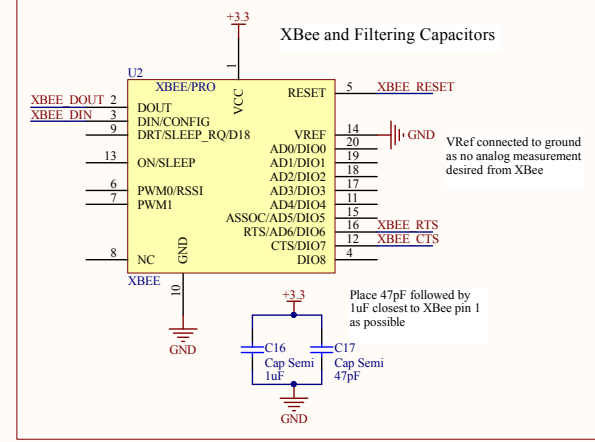 +3.3
XBee and Filtering Capacitors
1
U2
XBEE/PRO
VCC
RESET
5
XBEE_RESET
XBEE_DOUT
2
DOUT
XBEE_DIN
3
DIN/CONFIG
9
DRT/SLEEP_RQ/D18
VREF
14
GND
AD0/DIO0
20
VRef connected to ground
as no analog measurement
desired from XBee
13
ON/SLEEP
AD1/DIO1
19
AD2/DIO2
18
6
PWM0/RSSI
AD3/DIO3
17
7
PWM1
AD4/DIO4
11
ASSOC/AD5/DIO5
15
RTS/AD6/DIO6
16
XBEE_RTS
CTS/DIO7
12
XBEE_CTS
8
NC
GND
DIO8
4
XBEE
10
GND
Place 47pF followed by
1uF closest to XBee pin 1
as possible
+3.3
C16
Cap Semi
1uF
C17
Cap Semi
47pF
GND